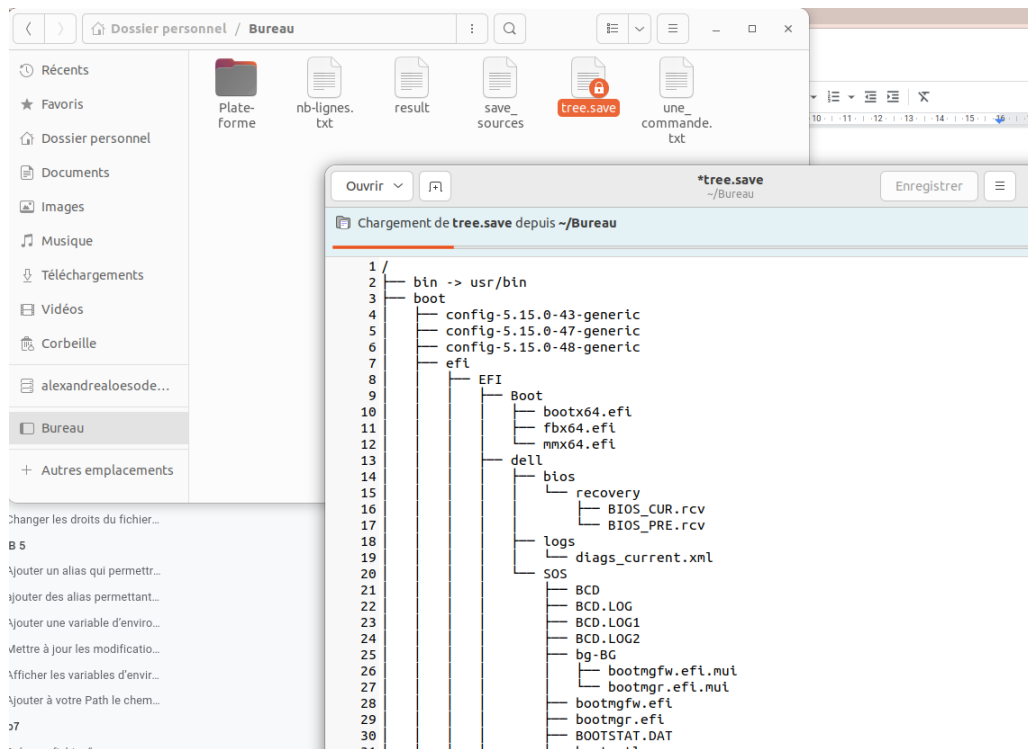 Dossier personnel / Bureau
Récents
Favoris
Dossier personnel
Documents
Images
Musique
Téléchargements
Vidéos
Corbeille
alexandrealoesode...
Bureau
+ Autres emplacements
Plate-
forme
nb-lignes.
txt
result
save_
sources
tree.save
une_
commande.
txt
10 11 12 13 14 15 16
Ouvrir
*tree.save
~/Bureau
Enregistrer
Chargement de tree.save depuis ~/Bureau
1 /
2 ├── bin -> usr/bin
3 ├── boot
4 │   ├── config-5.15.0-43-generic
5 │   ├── config-5.15.0-47-generic
6 │   ├── config-5.15.0-48-generic
7 │   ├── efi
8 │   │   ├── EFI
9 │   │   │   ├── Boot
10 │   │   │   │   ├── bootx64.efi
11 │   │   │   │   ├── fbx64.efi
12 │   │   │   │   └── mmx64.efi
13 │   │   │   ├── dell
14 │   │   │   │   ├── bios
15 │   │   │   │   │   └── recovery
16 │   │   │   │   │       ├── BIOS_CUR.rcv
17 │   │   │   │   │       └── BIOS_PRE.rcv
18 │   │   │   │   ├── logs
19 │   │   │   │   │   └── diags_current.xml
20 │   │   │   │   └── SOS
21 │   │   │   │       ├── BCD
22 │   │   │   │       ├── BCD.LOG
23 │   │   │   │       ├── BCD.LOG1
24 │   │   │   │       ├── BCD.LOG2
25 │   │   │   │       ├── bg-BG
26 │   │   │   │       │   ├── bootmgfw.efi.mui
27 │   │   │   │       │   └── bootmgr.efi.mui
28 │   │   │   │       ├── bootmgfw.efi
29 │   │   │   │       ├── bootmgr.efi
30 │   │   │   │       ├── BOOTSTAT.DAT
Changer les droits du fichier...
B 5
Ajouter un alias qui permettr...
ajouter des alias permettant...
Ajouter une variable d'enviro...
Mettre à jour les modificatio...
Afficher les variables d'envir...
Ajouter à votre Path le chem...